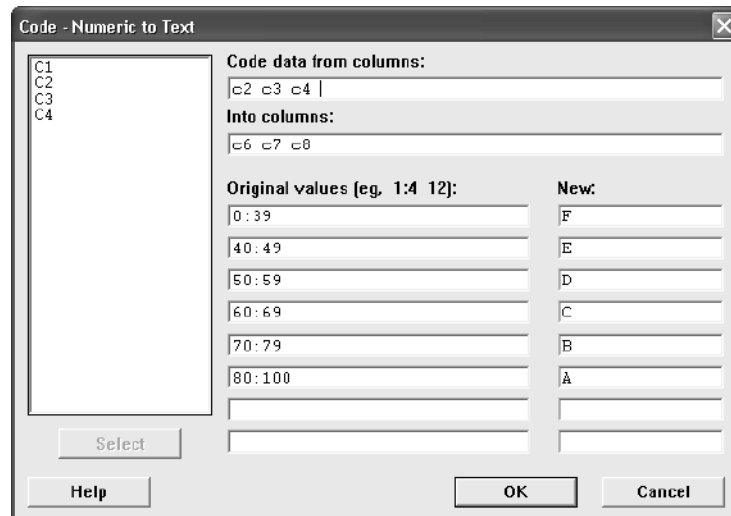 Code - Numeric to Text
C1
C2
C3
C4
Code data from columns:
c2 c3 c4
Into columns:
c6 c7 c8
Original values (eg, 1:4 12): New:
0:39 F
40:49 E
50:59 D
60:69 C
70:79 B
80:100 A
Select
Help OK Cancel